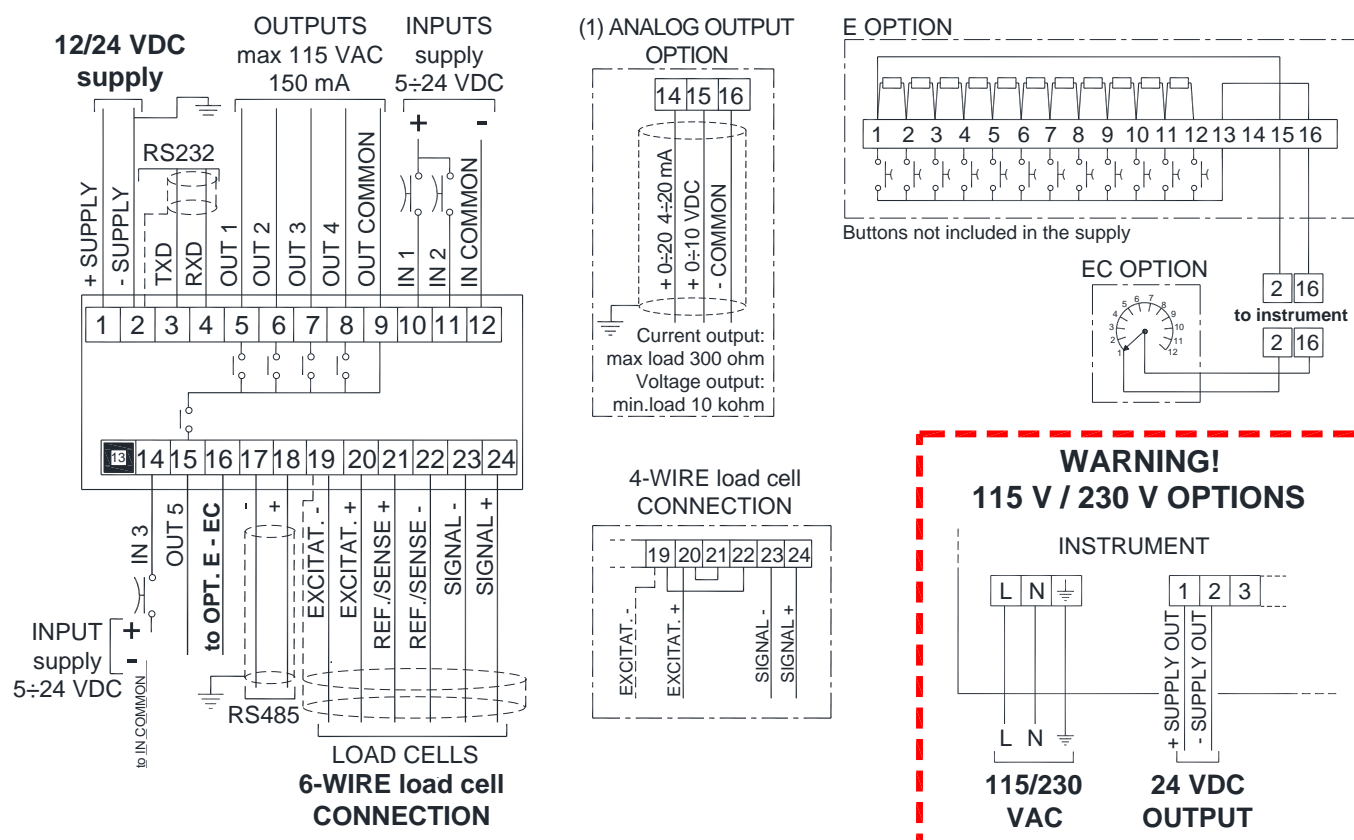 12/24 VDC
supply
OUTPUTS
max 115 VAC
150 mA
INPUTS
supply
5÷24 VDC
+ -
RS232
+ SUPPLY
- SUPPLY
TXD
RXD
OUT 1
OUT 2
OUT 3
OUT 4
OUT COMMON
IN 1
IN 2
IN COMMON
1 2 3 4 5 6 7 8 9 10 11 12
13 14 15 16 17 18 19 20 21 22 23 24
IN 3
OUT 5
to OPT. E - EC
-
+
EXCITAT. -
EXCITAT. +
REF./SENSE +
REF./SENSE -
SIGNAL -
SIGNAL +
INPUT
supply
5÷24 VDC
+
-
to IN COMMON
RS485
LOAD CELLS
6-WIRE load cell
CONNECTION
(1) ANALOG OUTPUT
OPTION
14 15 16
+ 0÷20 4÷20 mA
+ 0÷10 VDC
- COMMON
Current output:
max load 300 ohm
Voltage output:
min.load 10 kohm
4-WIRE load cell
CONNECTION
19 20 21 22 23 24
EXCITAT. -
EXCITAT. +
SIGNAL -
SIGNAL +
E OPTION
1 2 3 4 5 6 7 8 9 10 11 12 13 14 15 16
Buttons not included in the supply
EC OPTION
1 2 3 4 5 6 7 8 9 10 11 12
2 16
to instrument
2 16
WARNING!
115 V / 230 V OPTIONS
INSTRUMENT
L N
1 2 3
+ SUPPLY OUT
- SUPPLY OUT
L N
115/230
VAC
24 VDC
OUTPUT